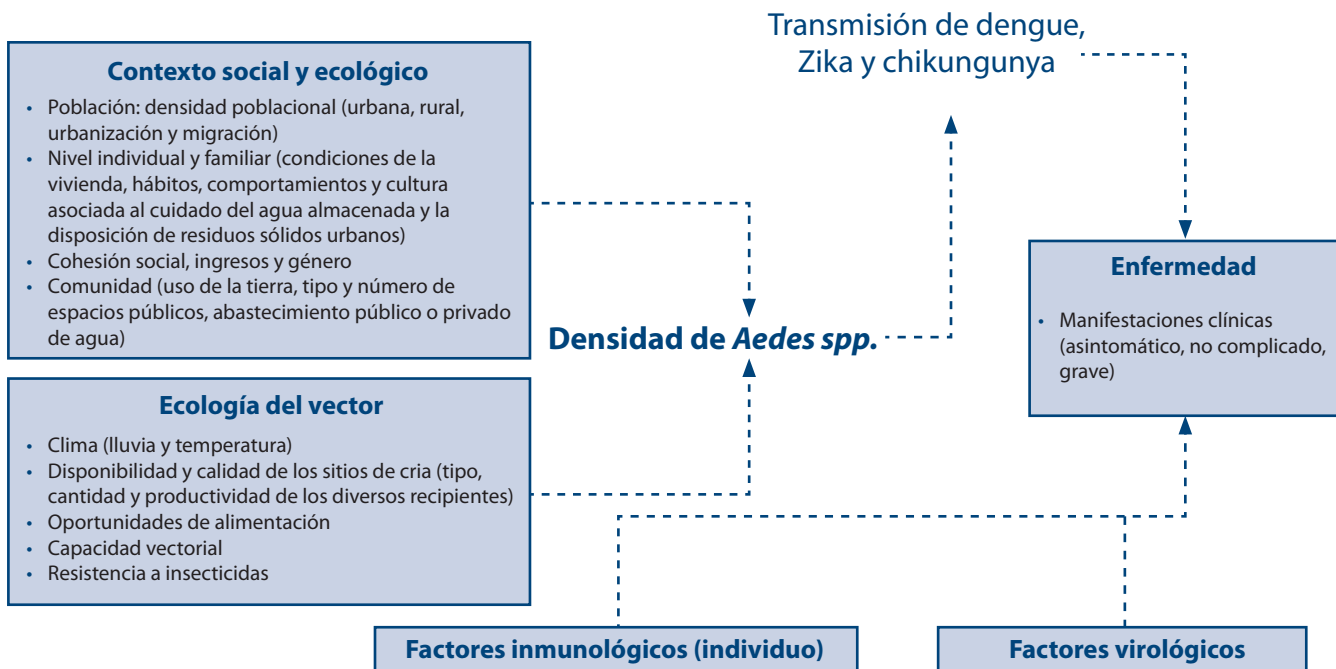 Contexto social y ecológico
• Población: densidad poblacional (urbana, rural,
urbanización y migración)
• Nivel individual y familiar (condiciones de la
vivienda, hábitos, comportamientos y cultura
asociada al cuidado del agua almacenada y la
disposición de residuos sólidos urbanos)
• Cohesión social, ingresos y género
• Comunidad (uso de la tierra, tipo y número de
espacios públicos, abastecimiento público o privado
de agua)
Ecología del vector
• Clima (lluvia y temperatura)
• Disponibilidad y calidad de los sitios de cria (tipo,
cantidad y productividad de los diversos recipientes)
• Oportunidades de alimentación
• Capacidad vectorial
• Resistencia a insecticidas
Densidad de Aedes spp.
Transmisión de dengue,
Zika y chikungunya
Enfermedad
• Manifestaciones clínicas
(asintomático, no complicado,
grave)
Factores inmunológicos (individuo)
Factores virológicos